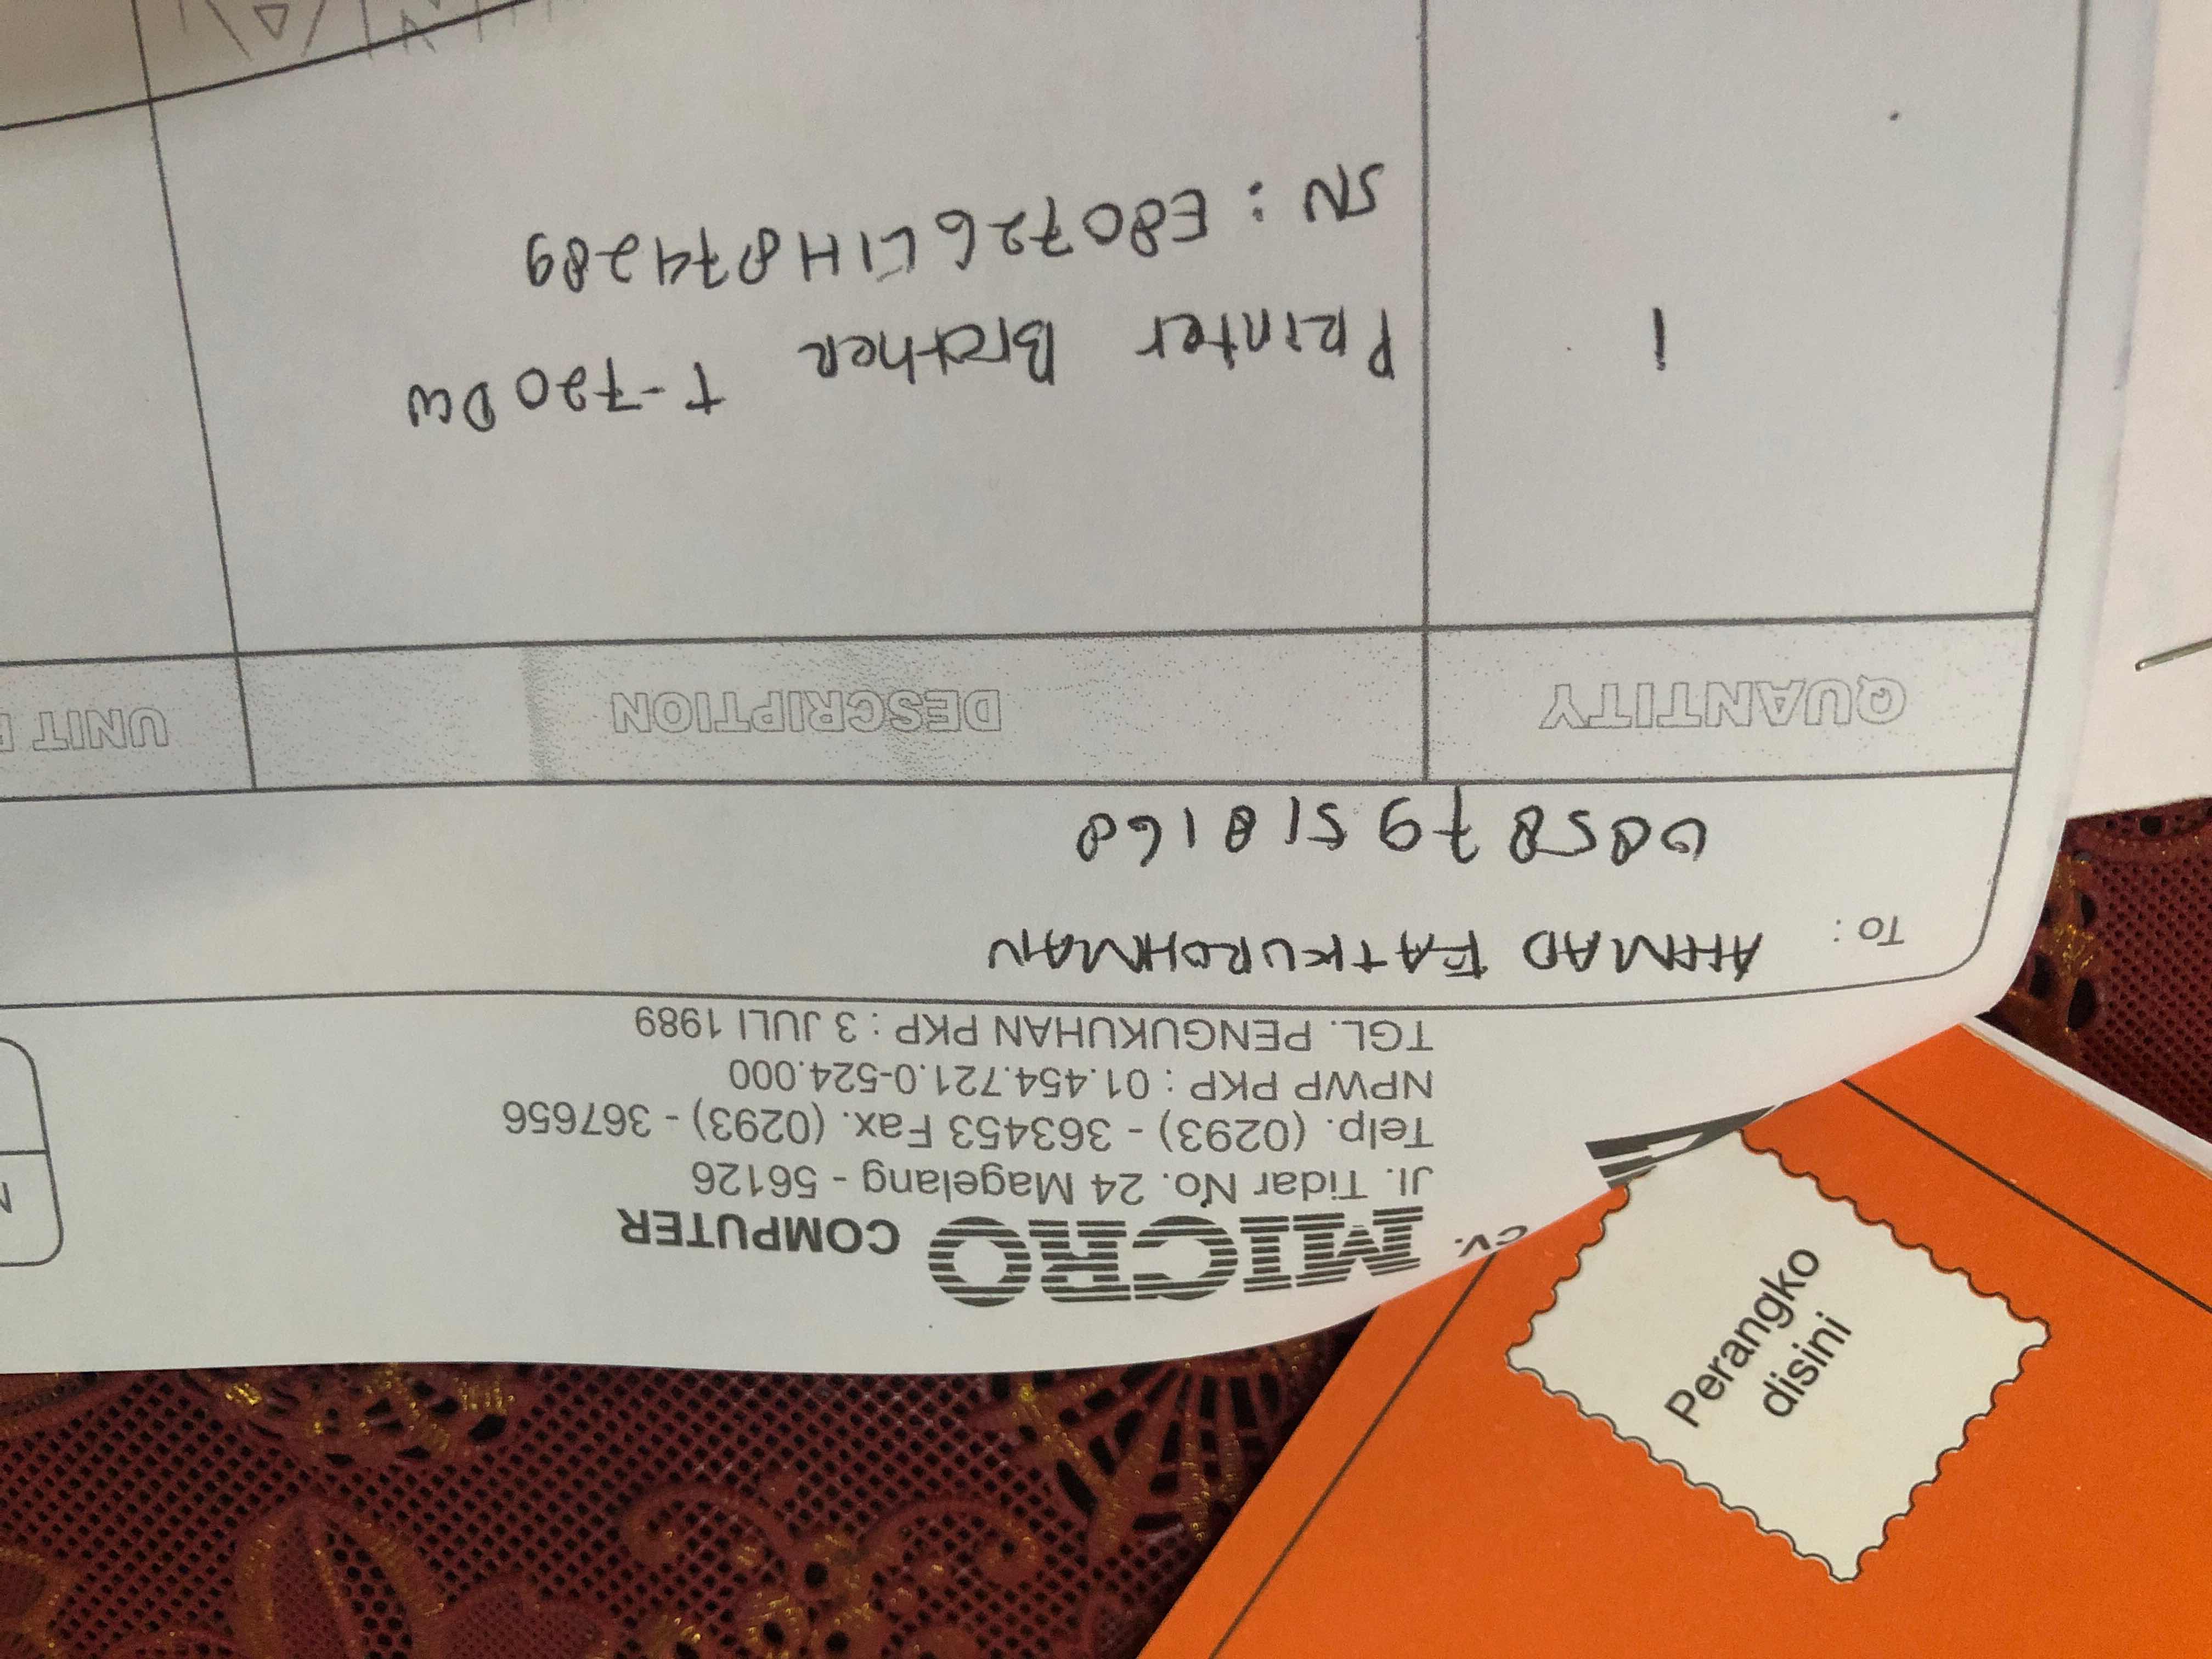 CV. MICRO COMPUTER
Jl. Tidar No. 24 Magelang - 56126
Telp. (0293) - 363453 Fax. (0293) - 367656
NPWP PKP : 01.454.721.0-524.000
TGL. PENGUKUHAN PKP : 3 JULI 1989
TO : AHMAD FATKUROHMAN
085879518168
QUANTITY DESCRIPTION UNIT
1 Printer Brother T-720DW
SN : E80726L1H874289
Perangko
disini